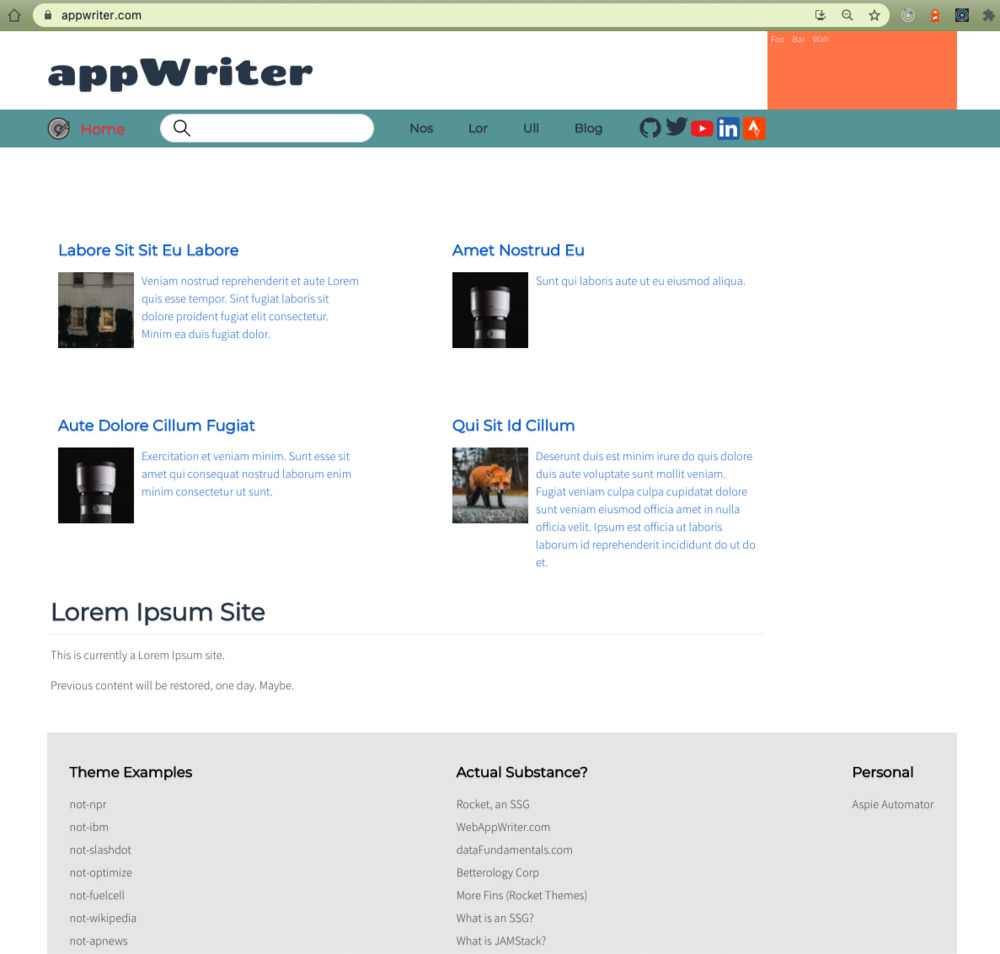 appwriter.com
Foo Bar Wah
appWriter
Home
Nos Lor Ull Blog
in
Labore Sit Sit Eu Labore
Veniam nostrud reprehenderit et aute Lorem
quis esse tempor. Sint fugiat laboris sit
dolore proident fugiat elit consectetur.
Minim ea duis fugiat dolor.
Amet Nostrud Eu
Sunt qui laboris aute ut eu eiusmod aliqua.
Aute Dolore Cillum Fugiat
Exercitation et veniam minim. Sunt esse sit
amet qui consequat nostrud laborum enim
minim consectetur ut sunt.
Qui Sit Id Cillum
Deserunt duis est minim irure do quis dolore
duis aute voluptate sunt mollit veniam.
Fugiat veniam culpa culpa cupidatat dolore
sunt veniam eiusmod officia amet in nulla
officia velit. Ipsum est officia ut laboris
laborum id reprehenderit incididunt do ut do
et.
Lorem Ipsum Site
This is currently a Lorem Ipsum site.
Previous content will be restored, one day. Maybe.
Theme Examples
not-npr
not-ibm
not-slashdot
not-optimize
not-fuelcell
not-wikipedia
not-apnews
Actual Substance?
Rocket, an SSG
WebAppWriter.com
dataFundamentals.com
Betterology Corp
More Fins (Rocket Themes)
What is an SSG?
What is JAMStack?
Personal
Aspie Automator